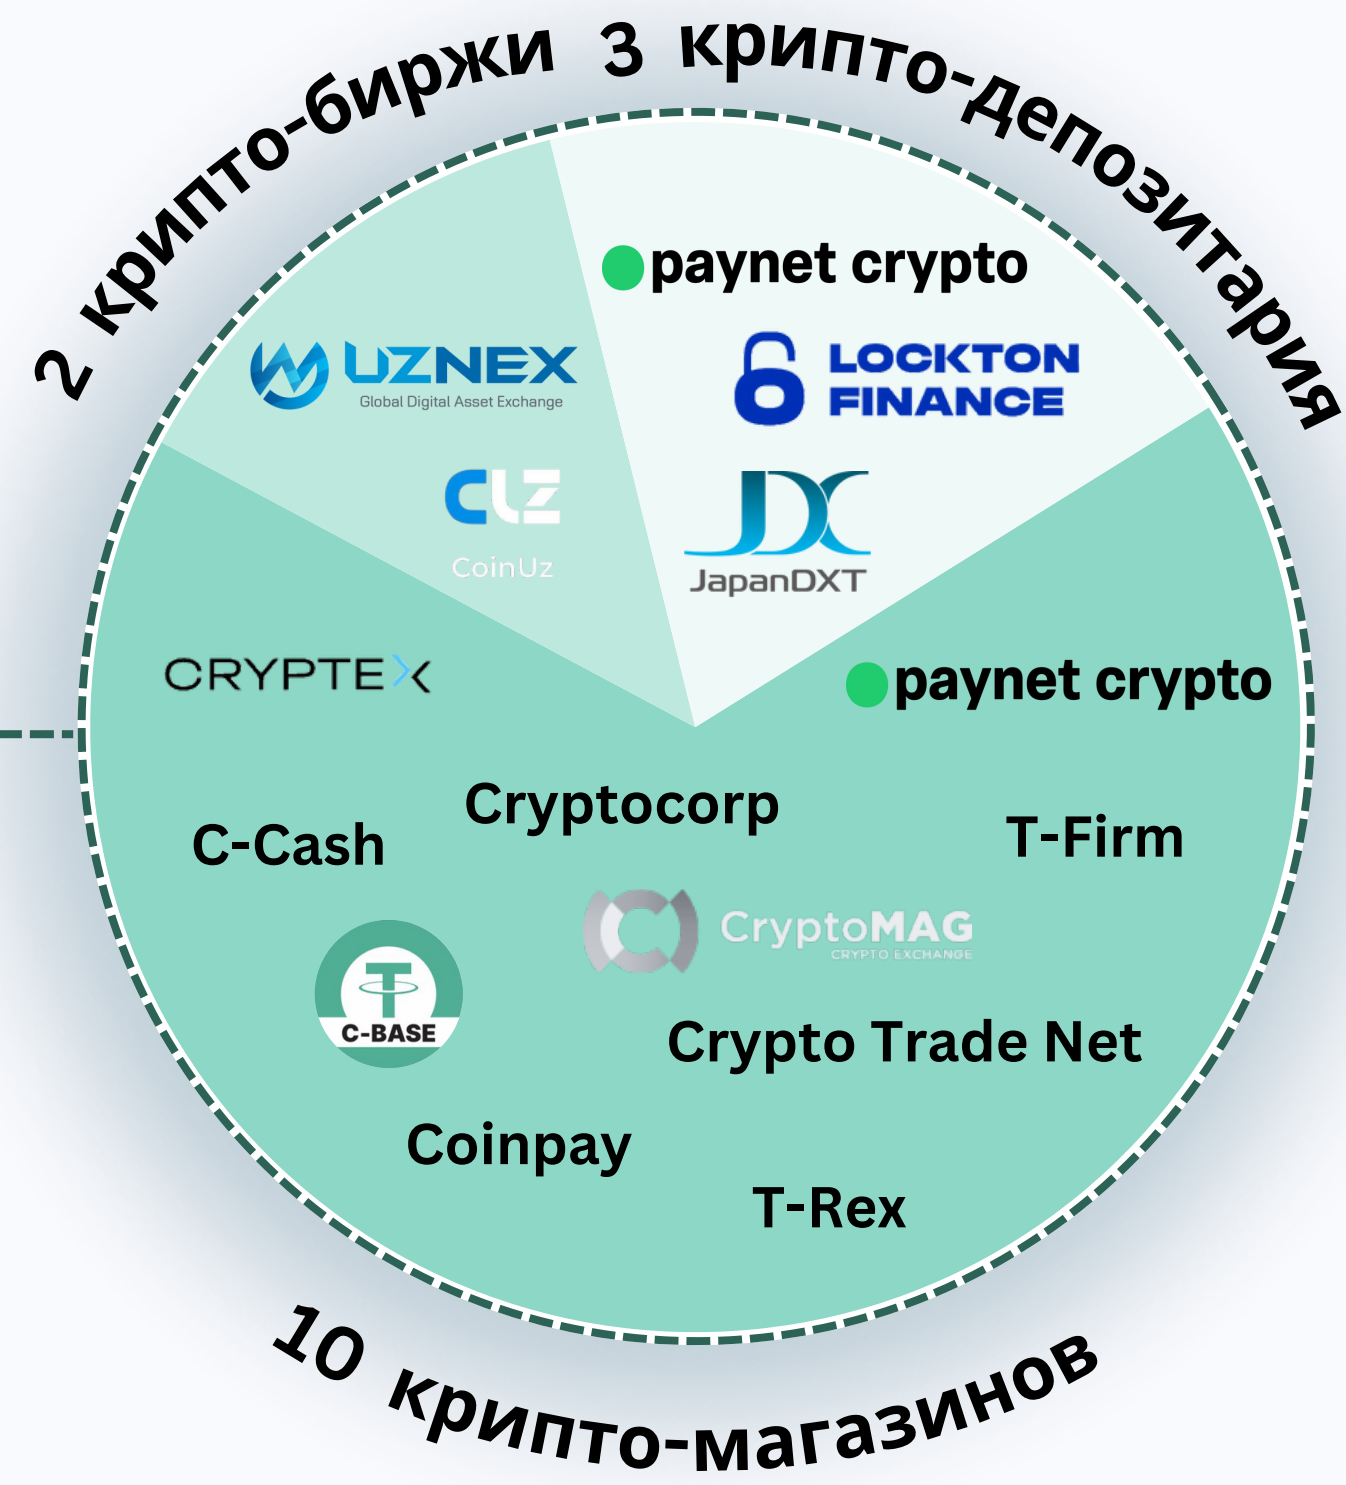 2 крипто-биржи
3 крипто-депозитария
paynet crypto
UZNEX
Global Digital Asset Exchange
LOCKTON
FINANCE
CUZ
CoinUz
JapanDXT
CRYPTEX
paynet crypto
Cryptocorp
C-Cash
T-Firm
CryptoMAG
CRYPTO EXCHANGE
C-BASE
Crypto Trade Net
Coinpay
T-Rex
10 крипто-магазинов